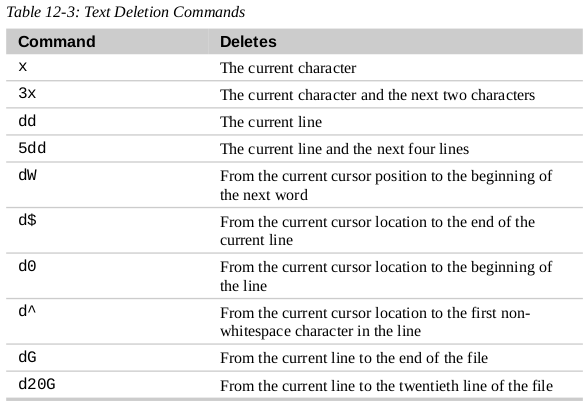 Table 12-3: Text Deletion Commands
Command Deletes
x The current character
3x The current character and the next two characters
dd The current line
5dd The current line and the next four lines
dW From the current cursor position to the beginning of
the next word
d$ From the current cursor location to the end of the
current line
d0 From the current cursor location to the beginning of
the line
d^ From the current cursor location to the first non-
whitespace character in the line
dG From the current line to the end of the file
d20G From the current line to the twentieth line of the file